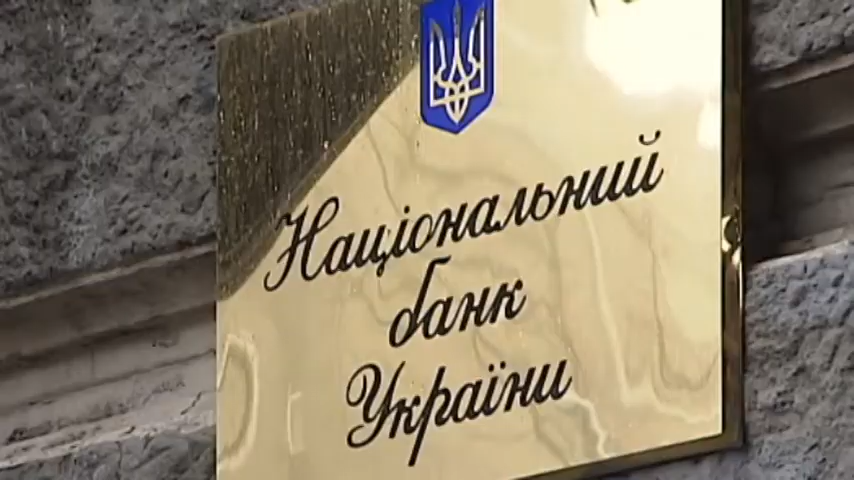 Національний
банк
України